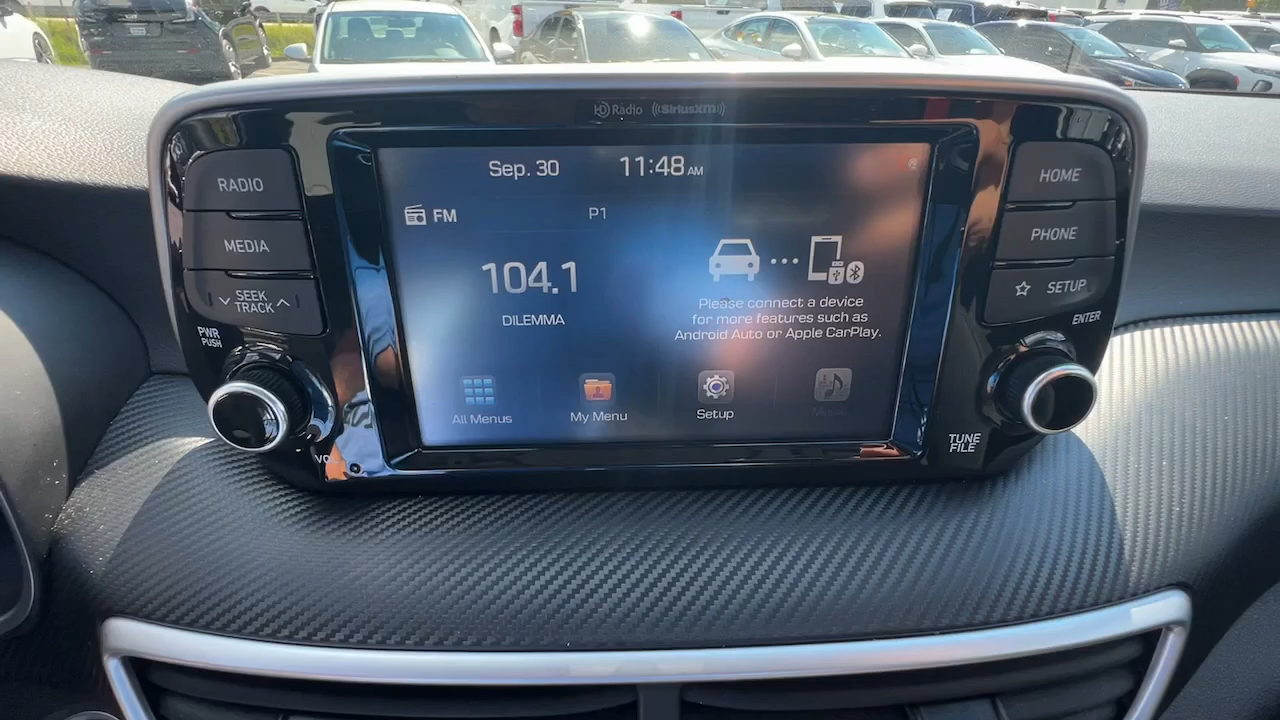 HD Radio ((SiriusXM))
Sep. 30 11:48 AM
RADIO
MEDIA
SEEK
TRACK
PWR
PUSH
VOL
FM
P1
104.1
DILEMMA
Please connect a device
for more features such as
Android Auto or Apple CarPlay.
All Menus My Menu Setup Music
HOME
PHONE
SETUP
ENTER
TUNE
FILE